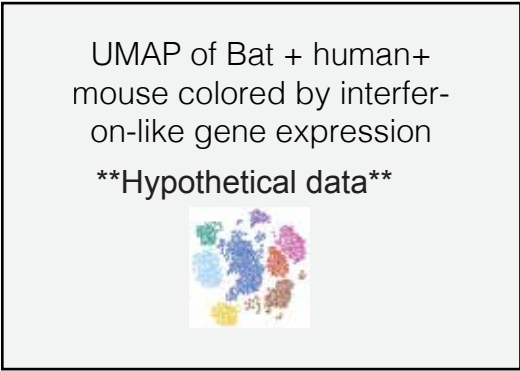 UMAP of Bat + human+
mouse colored by interfer-
on-like gene expression
**Hypothetical data**